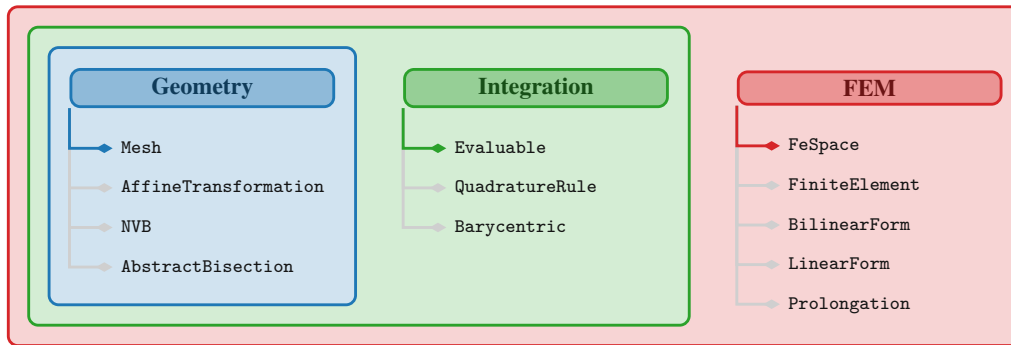 Geometry
Mesh
AffineTransformation
NVB
AbstractBisection
Integration
Evaluable
QuadratureRule
Barycentric
FEM
FeSpace
FiniteElement
BilinearForm
LinearForm
Prolongation